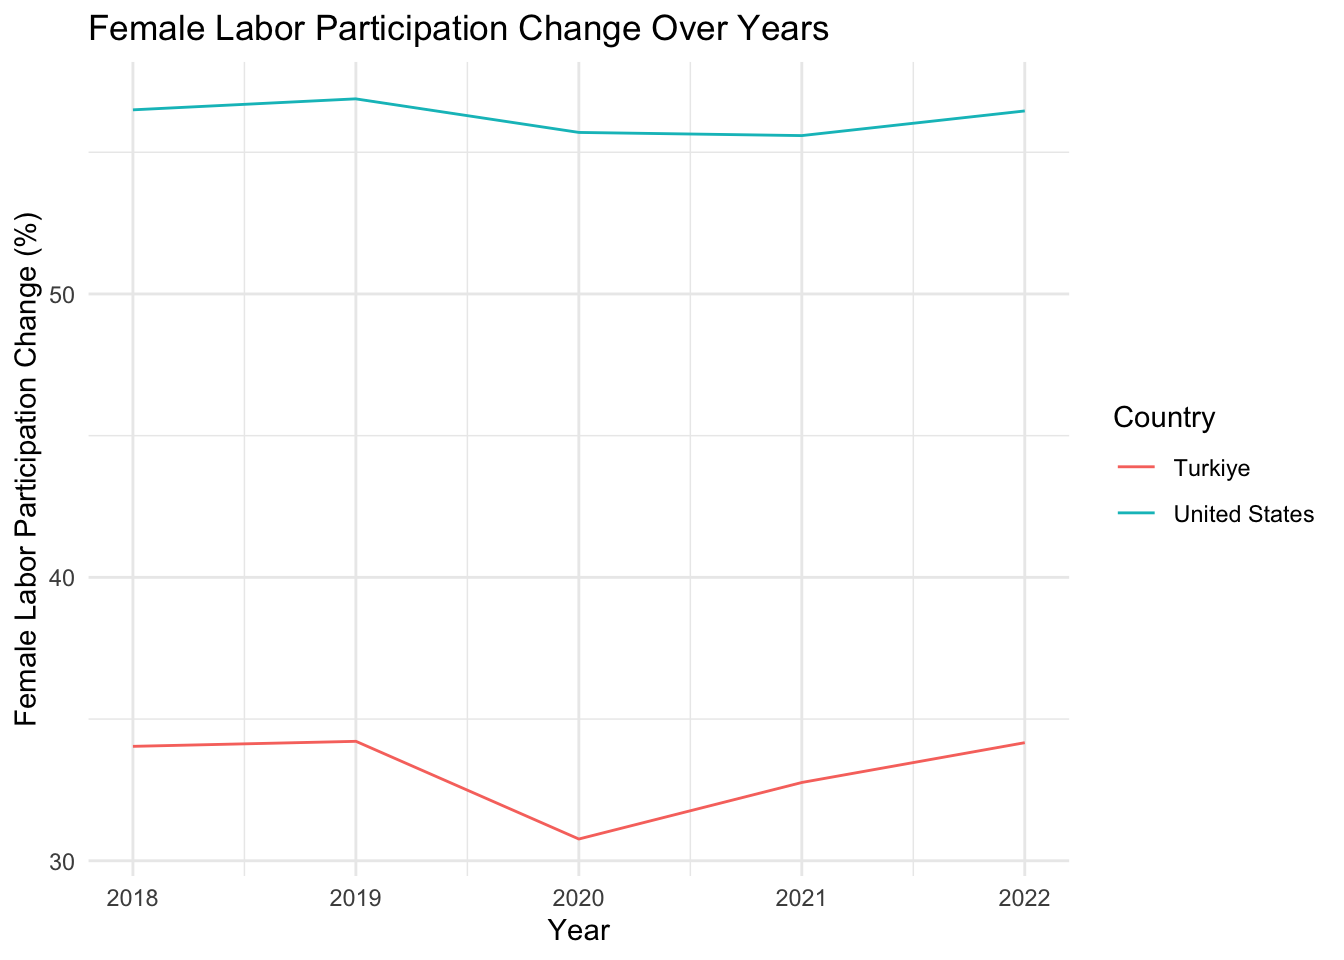 Female Labor Participation Change Over Years
Female Labor Participation Change (%)
50
40
30
2018 2019 2020 2021 2022
Year
Country
Turkiye
United States